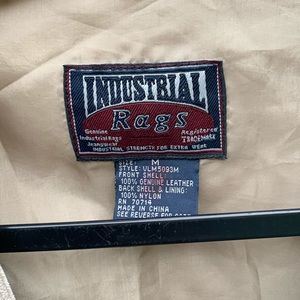 INDUSTRIAL
Rags
Genuine
Industrial Rags
Jeanswear
Registered
TRADEMARK
INDUSTRIAL STRENGTH FOR EXTRA WEAR
SIZE: M
STYLE: ULM5093M
FRONT SHELL:
100% GENUINE LEATHER
BACK SHELL & LINING:
100% NYLON
RN 70714
MADE IN CHINA
SEE REVERSE FOR CARE